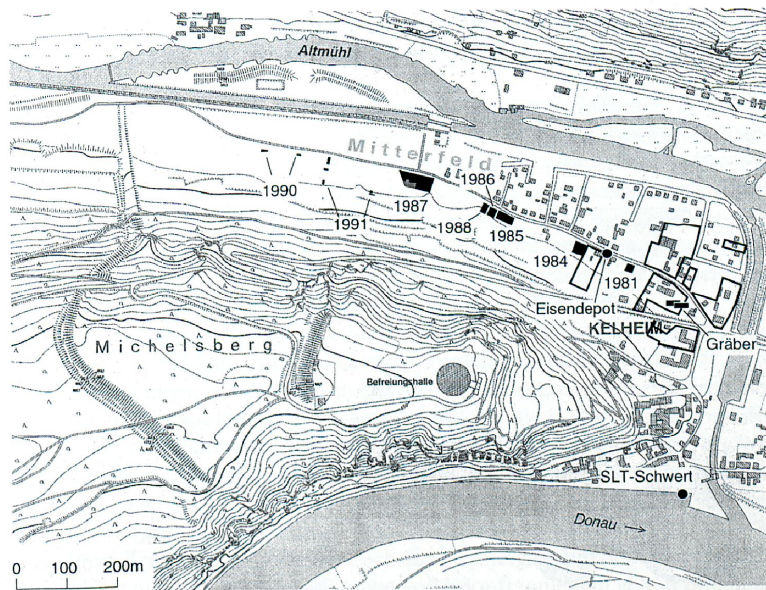 Altmühl
Mitterfeld
1990
1991
1987
1986
1988
1985
1984
1981
Eisendepot
KELHEIM
Gräber
Michelsberg
Befreiungshalle
SLT-Schwert
Donau →
0 100 200m